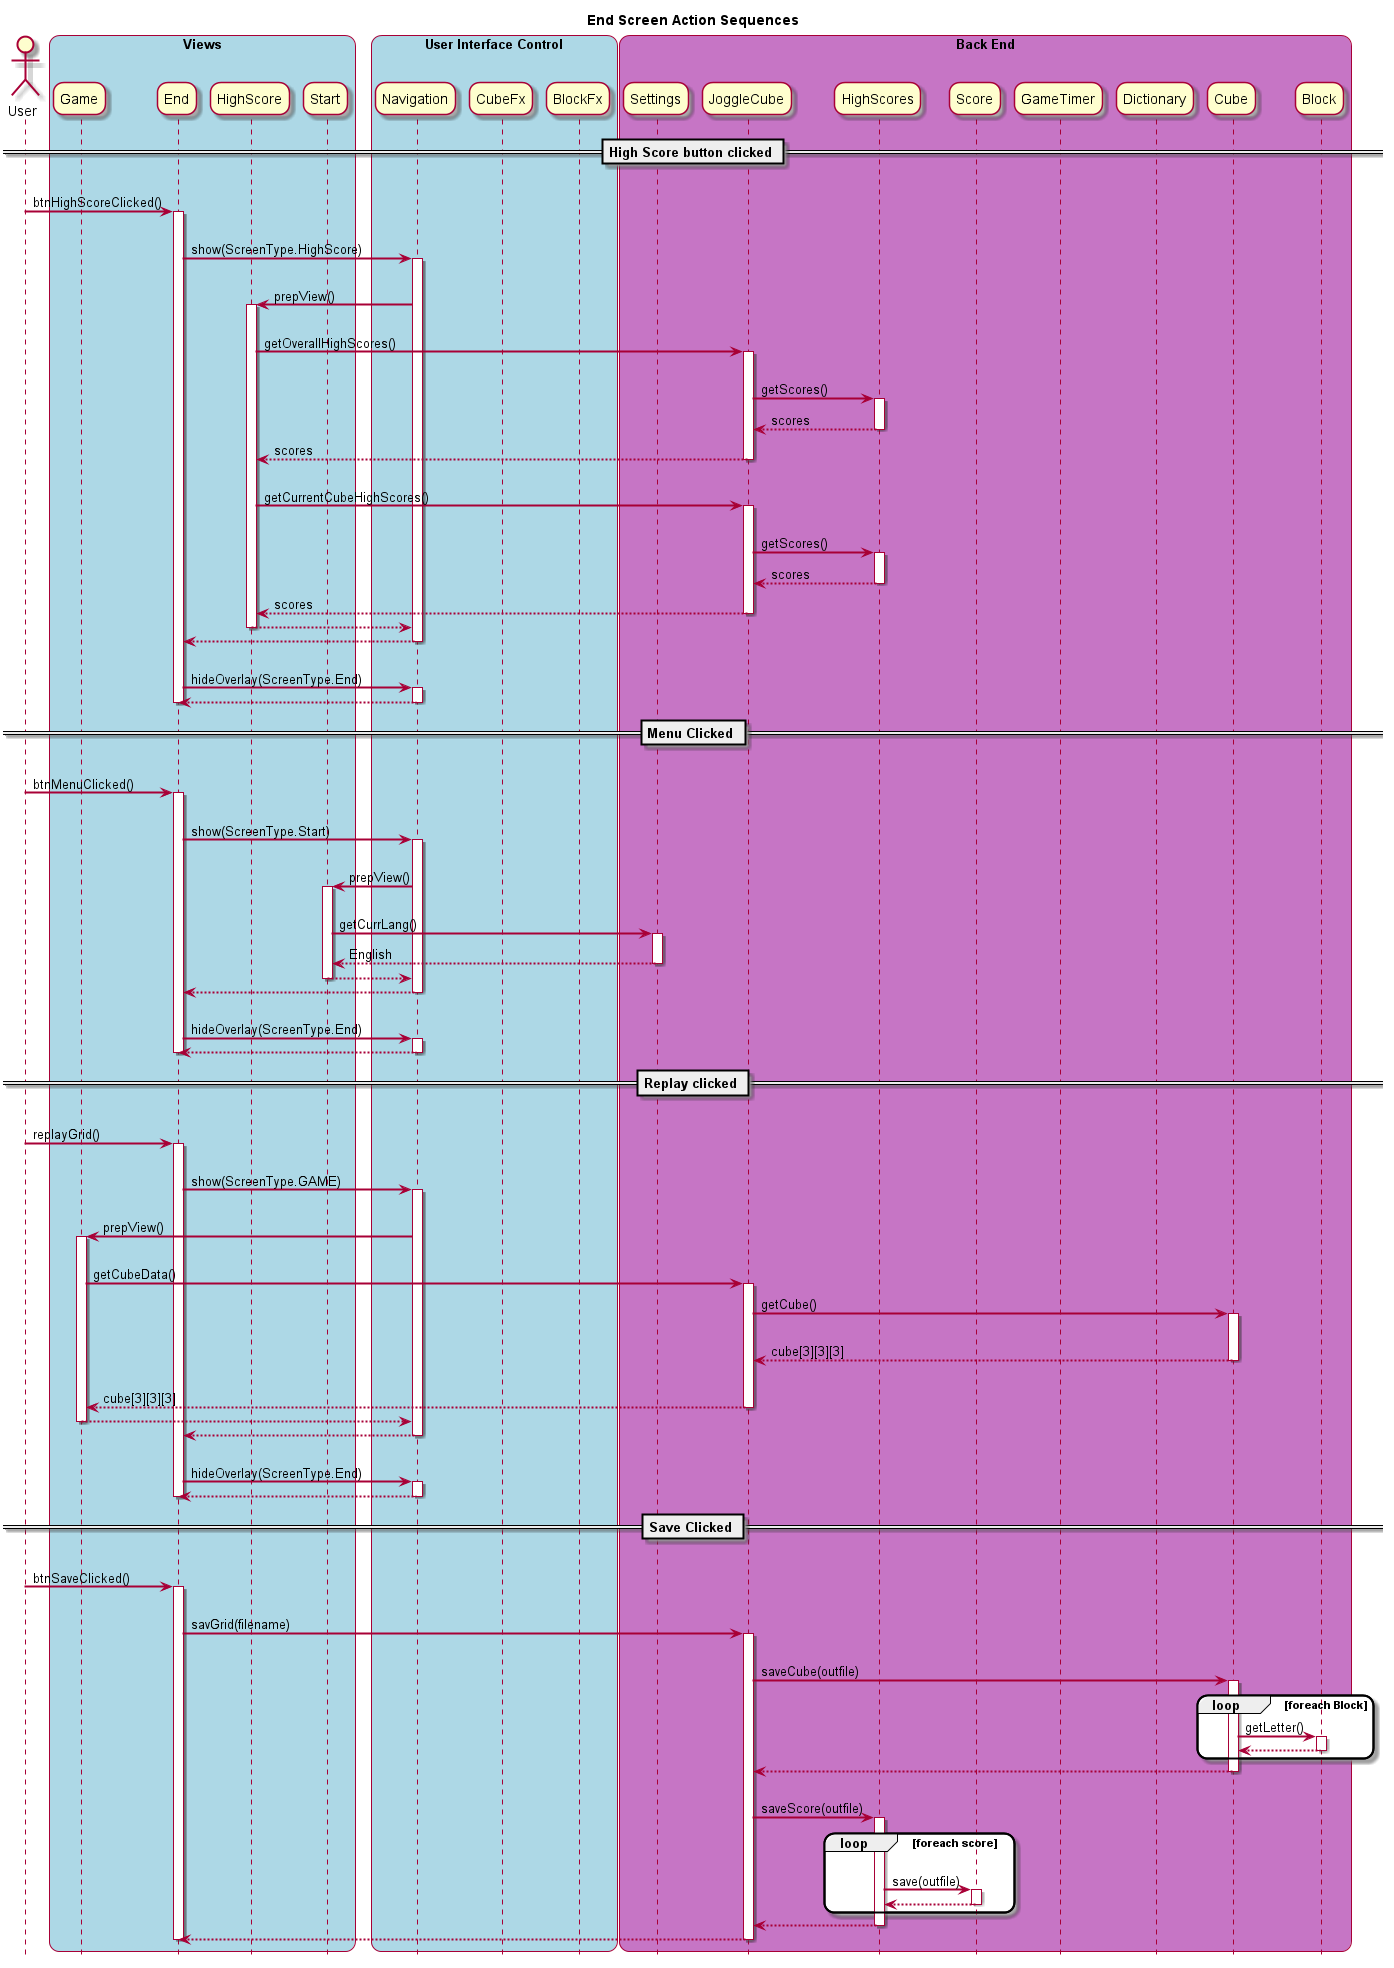 End Screen Action Sequences
Views
User Interface Control
Back End
User
Game
End
HighScore
Start
Navigation
CubeFx
BlockFx
Settings
JoggleCube
HighScores
Score
GameTimer
Dictionary
Cube
Block
High Score button clicked
btnHighScoreClicked()
show(ScreenType.HighScore)
prepView()
getOverallHighScores()
getScores()
scores
scores
getCurrentCubeHighScores()
getScores()
scores
scores
hideOverlay(ScreenType.End)
Menu Clicked
btnMenuClicked()
show(ScreenType.Start)
prepView()
getCurrLang()
English
hideOverlay(ScreenType.End)
Replay clicked
replayGrid()
show(ScreenType.GAME)
prepView()
getCubeData()
getCube()
cube[3][3][3]
cube[3][3][3]
hideOverlay(ScreenType.End)
Save Clicked
btnSaveClicked()
savGrid(filename)
saveCube(outfile)
loop [foreach Block]
getLetter()
saveScore(outfile)
loop [foreach score]
save(outfile)